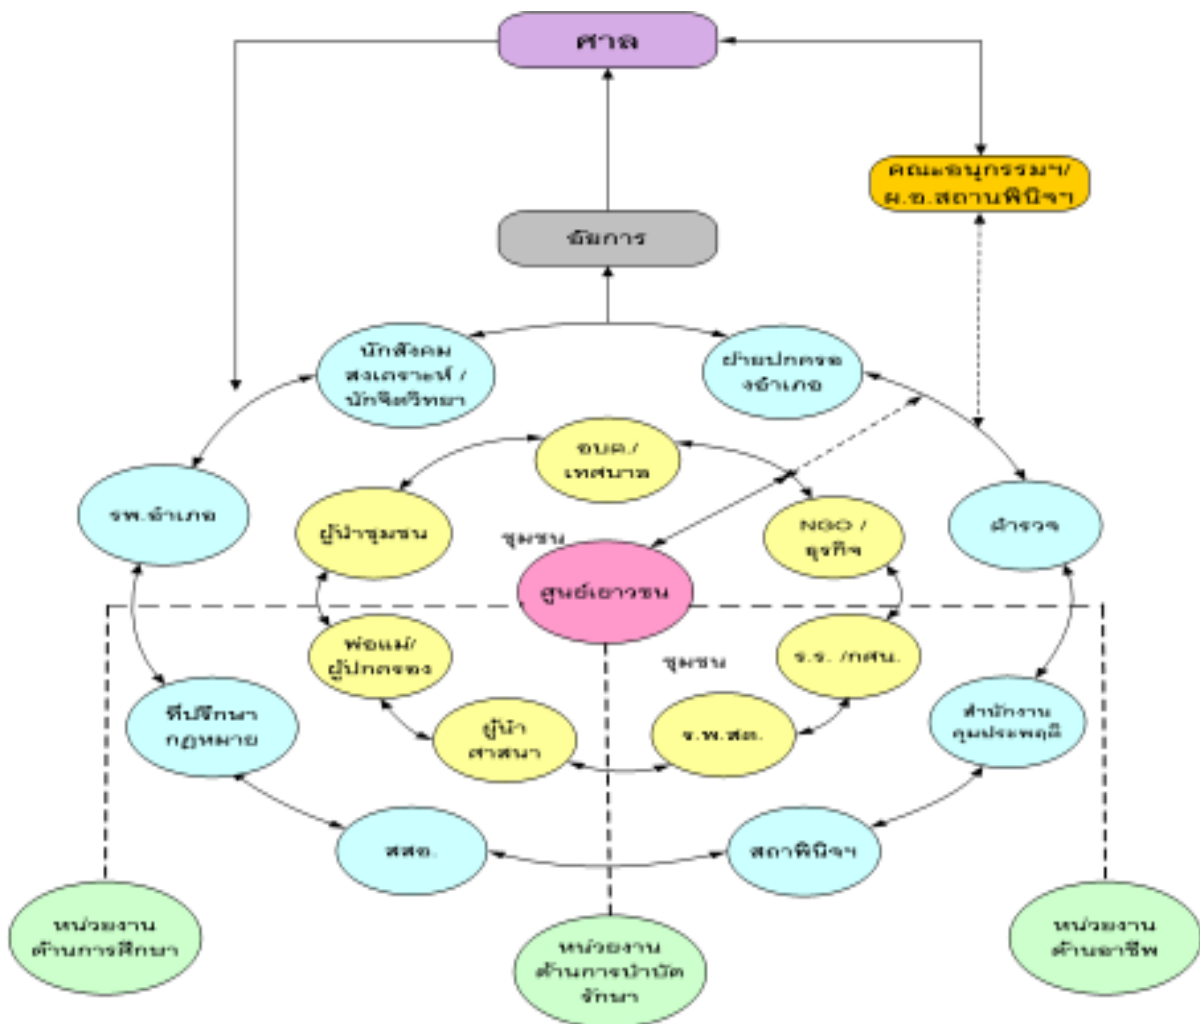 ศาล
คณะอนุกรรมฯ/
ผ.อ.สถานพินิจฯ
อัยการ
นักสังคม
สงเคราะห์ /
นักจิตวิทยา
ฝ่ายปกครอ
งอำเภอ
อบต./
เทศบาล
รพ.อำเภอ
ผู้นำชุมชน
ชุมชน
NGO /
ธุรกิจ
ตำรวจ
ศูนย์เยาวชน
พ่อแม่/
ผู้ปกครอง
ชุมชน
ร.ร. /กศน.
ที่ปรึกษา
กฎหมาย
ผู้นำ
ศาสนา
ร.พ.สต.
สำนักงาน
คุมประพฤติ
สสอ.
สถาพินิจฯ
หน่วยงาน
ด้านการศึกษา
หน่วยงาน
ด้านการบำบัด
รักษา
หน่วยงาน
ด้านอาชีพ